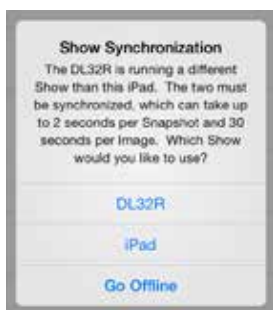 Show Synchronization
The DL32R is running a different
Show than this iPad. The two must
be synchronized, which can take up
to 2 seconds per Snapshot and 30
seconds per Image. Which Show
would you like to use?
DL32R
iPad
Go Offline